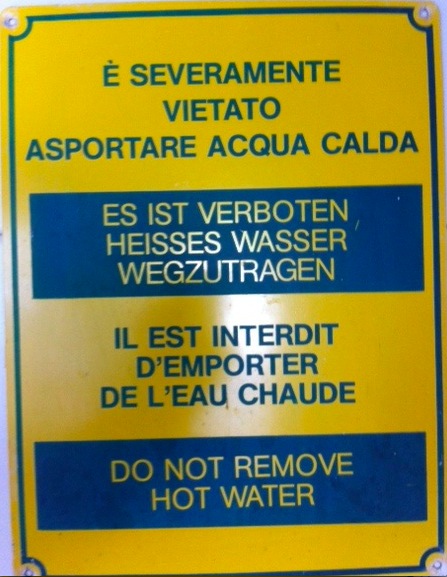 È SEVERAMENTE
VIETATO
ASPORTARE ACQUA CALDA
ES IST VERBOTEN
HEISSES WASSER
WEGZUTRAGEN
IL EST INTERDIT
D'EMPORTER
DE L'EAU CHAUDE
DO NOT REMOVE
HOT WATER